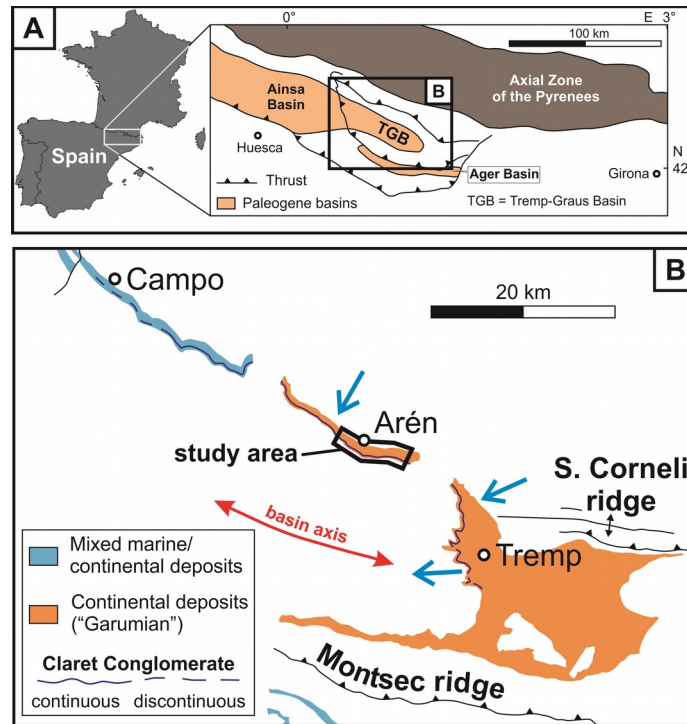 A
0°
E
3°
100 km
Ainsa
Basin
Axial Zone
of the Pyrenees
B
TGB
Spain
Huesca
N
42
Girona
Ager Basin
Thrust
Paleogene basins
TGB = Tremp-Graus Basin
B
Campo
20 km
Arén
study area
S. Corneli
ridge
basin axis
Tremp
Mixed marine/
continental deposits
Continental deposits
("Garumian")
Claret Conglomerate
continuous
discontinuous
Montsec ridge